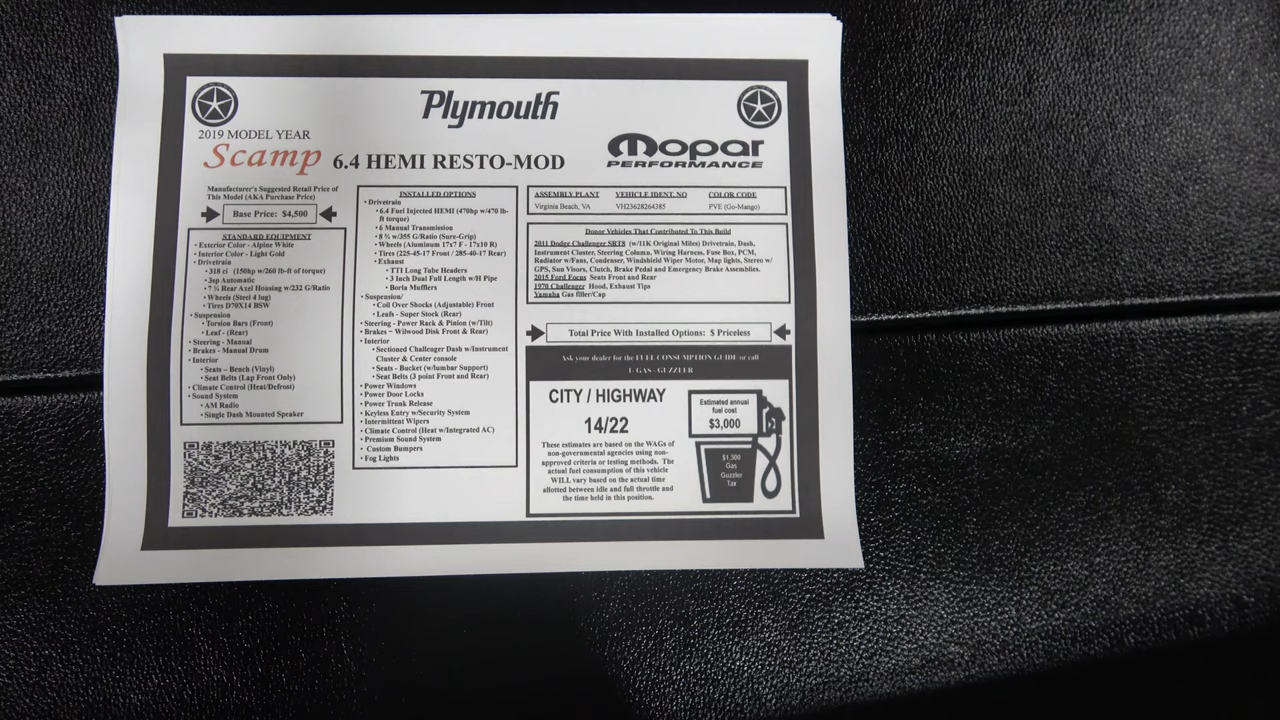 Plymouth
2019 MODEL YEAR
Scamp 6.4 HEMI RESTO-MOD
Mopar
PERFORMANCE
Manufacturer's Suggested Retail Price of
This Model (AKA Purchase Price)
Base Price: $4,500
STANDARD EQUIPMENT
• Exterior Color - Alpine White
• Interior Color - Light Gold
• Drivetrain
• 318 ci (150hp w/260 lb-ft of torque)
• 3sp Automatic
• 7 ¼ Rear Axel Housing w/232 G/Ratio
• Wheels (Steel 4 lug)
• Tires D70X14 BSW
• Suspension
• Torsion Bars (Front)
• Leaf - (Rear)
• Steering - Manual
• Brakes - Manual Drum
• Interior
• Seats – Bench (Vinyl)
• Seat Belts (Lap Front Only)
• Climate Control (Heat/Defrost)
• Sound System
• AM Radio
• Single Dash Mounted Speaker
INSTALLED OPTIONS
• Drivetrain
• 6.4 Fuel Injected HEMI (470hp w/470 lb-
ft torque)
• 6 Manual Transmission
• 8 ¾ w/355 G/Ratio (Sure-Grip)
• Wheels (Aluminum 17x7 F - 17x10 R)
• Tires (225-45-17 Front / 285-40-17 Rear)
• Exhaust
• TTI Long Tube Headers
• 3 Inch Dual Full Length w/H Pipe
• Borla Mufflers
• Suspension/
• Coil Over Shocks (Adjustable) Front
• Leafs - Super Stock (Rear)
• Steering - Power Rack & Pinion (w/Tilt)
• Brakes – Wilwood Disk Front & Rear)
• Interior
• Sectioned Challenger Dash w/Instrument
Cluster & Center console
• Seats - Bucket (w/lumbar Support)
• Seat Belts (3 point Front and Rear)
• Power Windows
• Power Door Locks
• Power Trunk Release
• Keyless Entry w/Security System
• Intermittent Wipers
• Climate Control (Heat w/Integrated AC)
• Premium Sound System
• Custom Bumpers
• Fog Lights
ASSEMBLY PLANT VEHICLE IDENT. NO COLOR CODE
Virginia Beach, VA VH23628264385 PVE (Go-Mango)
Donor Vehicles That Contributed To This Build
2011 Dodge Challenger SRT8 (w/11K Original Miles) Drivetrain, Dash,
Instrument Cluster, Steering Column, Wiring Harness, Fuse Box, PCM,
Radiator w/Fans, Condenser, Windshield Wiper Motor, Map lights, Stereo w/
GPS, Sun Visors, Clutch, Brake Pedal and Emergency Brake Assemblies.
2015 Ford Focus Seats Front and Rear
1970 Challenger Hood, Exhaust Tips
Yamaha Gas filler/Cap
Total Price With Installed Options: $ Priceless
Ask your dealer for the FUEL CONSUMPTION GUIDE or call
1- GAS - GUZZLER
CITY / HIGHWAY
14/22
These estimates are based on the WAGs of
non-governmental agencies using non-
approved criteria or testing methods. The
actual fuel consumption of this vehicle
WILL vary based on the actual time
allotted between idle and full throttle and
the time held in this position.
Estimated annual
fuel cost
$3,000
$1,300
Gas
Guzzler
Tax